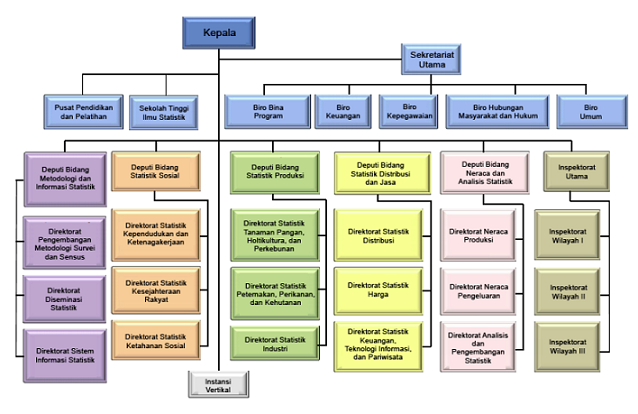 Kepala
Sekretariat
Utama
Pusat Pendidikan
dan Pelatihan
Sekolah Tinggi
Ilmu Statistik
Biro Bina
Program
Biro
Keuangan
Biro
Kepegawaian
Biro Hubungan
Masyarakat dan Hukum
Biro
Umum
Deputi Bidang
Metodologi dan
Informasi Statistik
Deputi Bidang
Statistik Sosial
Deputi Bidang
Statistik Produksi
Deputi Bidang
Statistik Distribusi
dan Jasa
Deputi Bidang
Neraca dan
Analisis Statistik
Inspektorat
Utama
Direktorat
Pengembangan
Metodologi Survei
dan Sensus
Direktorat Statistik
Kependudukan dan
Ketenagakerjaan
Direktorat Statistik
Tanaman Pangan,
Holtikultura, dan
Perkebunan
Direktorat Statistik
Distribusi
Direktorat Neraca
Produksi
Inspektorat
Wilayah I
Direktorat
Diseminasi
Statistik
Direktorat Statistik
Kesejahteraan
Rakyat
Direktorat Statistik
Peternakan, Perikanan,
dan Kehutanan
Direktorat Statistik
Harga
Direktorat Neraca
Pengeluaran
Inspektorat
Wilayah II
Direktorat Sistem
Informasi Statistik
Direktorat Statistik
Ketahanan Sosial
Direktorat Statistik
Industri
Direktorat Statistik
Keuangan,
Teknologi Informasi,
dan Pariwisata
Direktorat Analisis
dan
Pengembangan
Statistik
Inspektorat
Wilayah III
Instansi
Vertikal